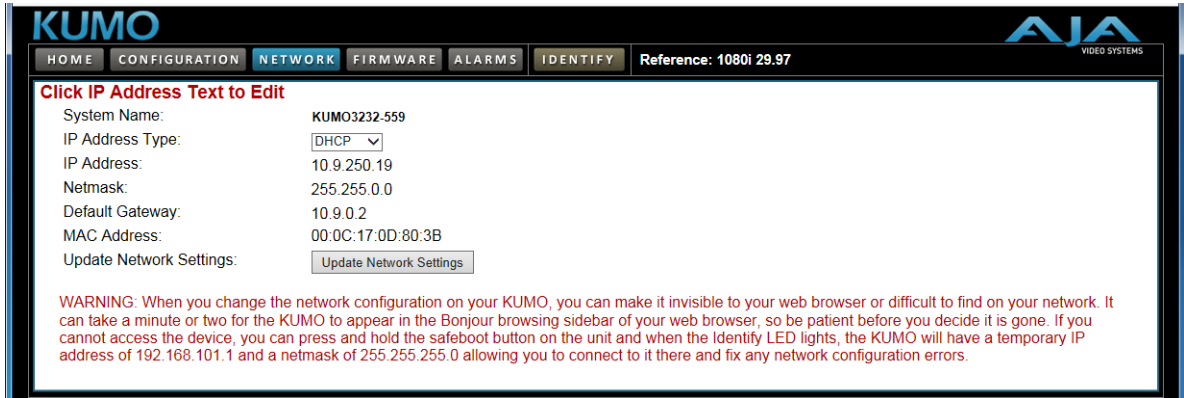 KUMO
AJA
VIDEO SYSTEMS
HOME CONFIGURATION NETWORK FIRMWARE ALARMS IDENTIFY Reference: 1080i 29.97
Click IP Address Text to Edit
System Name: KUMO3232-559
IP Address Type: DHCP
IP Address: 10.9.250.19
Netmask: 255.255.0.0
Default Gateway: 10.9.0.2
MAC Address: 00:0C:17:0D:80:3B
Update Network Settings: Update Network Settings
WARNING: When you change the network configuration on your KUMO, you can make it invisible to your web browser or difficult to find on your network. It
can take a minute or two for the KUMO to appear in the Bonjour browsing sidebar of your web browser, so be patient before you decide it is gone. If you
cannot access the device, you can press and hold the safeboot button on the unit and when the Identify LED lights, the KUMO will have a temporary IP
address of 192.168.101.1 and a netmask of 255.255.255.0 allowing you to connect to it there and fix any network configuration errors.